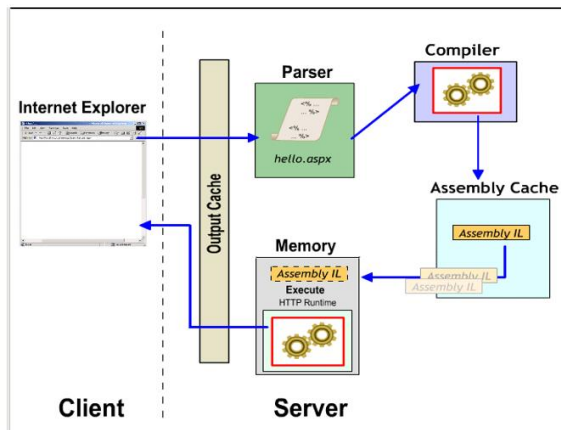 Compiler
Parser
Internet Explorer
<%...
<%...
%>
hello.aspx
Assembly Cache
Assembly IL
Output Cache
Memory
Assembly IL
Assembly IL
Assembly IL
Execute
HTTP Runtime
Client
Server